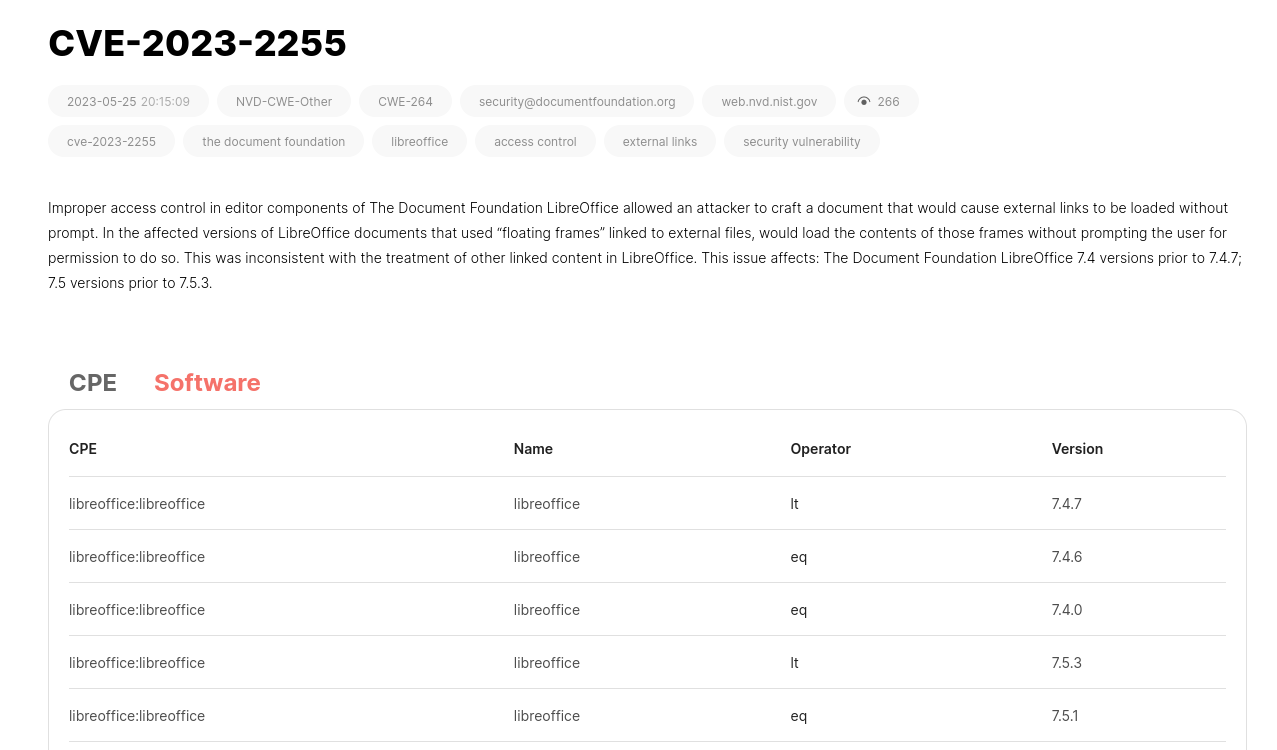 CVE-2023-2255
2023-05-25 20:15:09 NVD-CWE-Other CWE-264 security@documentfoundation.org web.nvd.nist.gov 266
cve-2023-2255 the document foundation libreoffice access control external links security vulnerability
Improper access control in editor components of The Document Foundation LibreOffice allowed an attacker to craft a document that would cause external links to be loaded without
prompt. In the affected versions of LibreOffice documents that used “floating frames” linked to external files, would load the contents of those frames without prompting the user for
permission to do so. This was inconsistent with the treatment of other linked content in LibreOffice. This issue affects: The Document Foundation LibreOffice 7.4 versions prior to 7.4.7;
7.5 versions prior to 7.5.3.
CPE Software
CPE Name Operator Version
libreoffice:libreoffice libreoffice lt 7.4.7
libreoffice:libreoffice libreoffice eq 7.4.6
libreoffice:libreoffice libreoffice eq 7.4.0
libreoffice:libreoffice libreoffice lt 7.5.3
libreoffice:libreoffice libreoffice eq 7.5.1